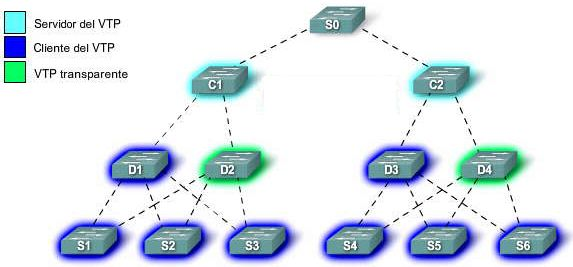 Servidor del VTP
Cliente del VTP
VTP transparente
S0
C1
C2
D1
D2
D3
D4
S1
S2
S3
S4
S5
S6